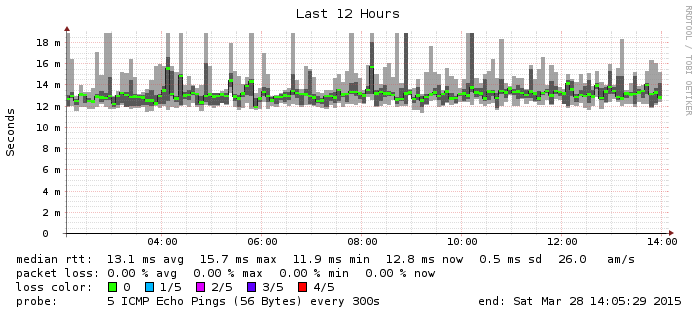 Last 12 Hours
RRDTOOL / TOBI OETIKER
Seconds
18 m
16 m
14 m
12 m
10 m
8 m
6 m
4 m
2 m
0
04:00 06:00 08:00 10:00 12:00 14:00
median rtt: 13.1 ms avg 15.7 ms max 11.9 ms min 12.8 ms now 0.5 ms sd 26.0 am/s
packet loss: 0.00 % avg 0.00 % max 0.00 % min 0.00 % now
loss color: 0 1/5 2/5 3/5 4/5
probe: 5 ICMP Echo Pings (56 Bytes) every 300s end: Sat Mar 28 14:05:29 2015